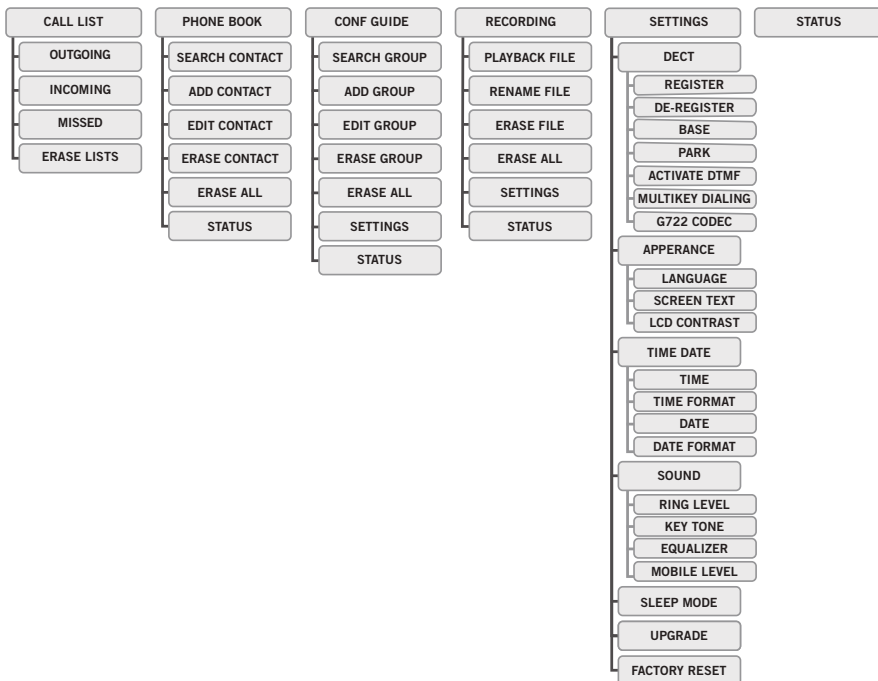 CALL LIST
OUTGOING
INCOMING
MISSED
ERASE LISTS
PHONE BOOK
SEARCH CONTACT
ADD CONTACT
EDIT CONTACT
ERASE CONTACT
ERASE ALL
STATUS
CONF GUIDE
SEARCH GROUP
ADD GROUP
EDIT GROUP
ERASE GROUP
ERASE ALL
SETTINGS
STATUS
RECORDING
PLAYBACK FILE
RENAME FILE
ERASE FILE
ERASE ALL
SETTINGS
STATUS
SETTINGS
DECT
REGISTER
DE-REGISTER
BASE
PARK
ACTIVATE DTMF
MULTIKEY DIALING
G722 CODEC
APPERANCE
LANGUAGE
SCREEN TEXT
LCD CONTRAST
TIME DATE
TIME
TIME FORMAT
DATE
DATE FORMAT
SOUND
RING LEVEL
KEY TONE
EQUALIZER
MOBILE LEVEL
SLEEP MODE
UPGRADE
FACTORY RESET
STATUS